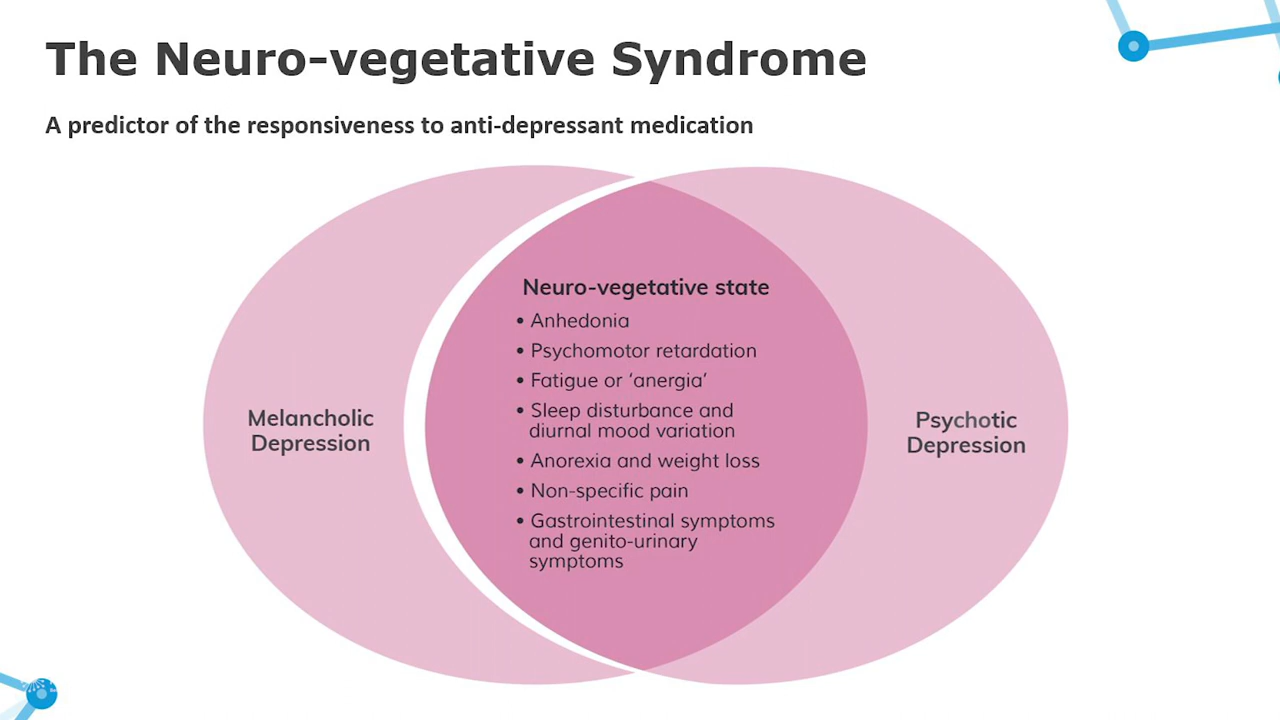 The Neuro-vegetative Syndrome
A predictor of the responsiveness to anti-depressant medication
Melancholic
Depression
Neuro-vegetative state
• Anhedonia
• Psychomotor retardation
• Fatigue or ‘anergia’
• Sleep disturbance and
diurnal mood variation
• Anorexia and weight loss
• Non-specific pain
• Gastrointestinal symptoms
and genito-urinary
symptoms
Psychotic
Depression